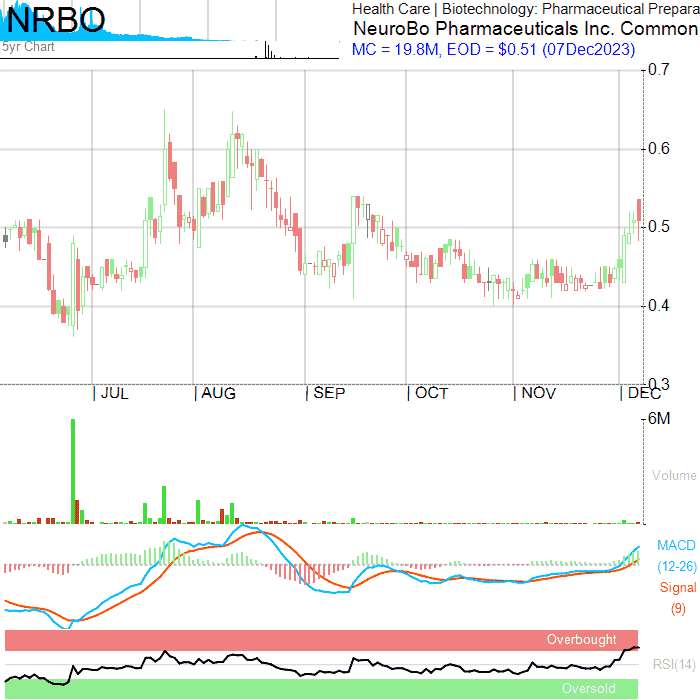 NRBO
5yr Chart
Health Care | Biotechnology: Pharmaceutical Prepara
NeuroBo Pharmaceuticals Inc. Common
MC = 19.8M, EOD = $0.51 (07Dec2023)
0.7
0.6
0.5
0.4
0.3
| JUL | AUG | SEP | OCT | NOV | DEC
6M
Volume
MACD
(12-26)
Signal
(9)
Overbought
RSI(14)
Oversold